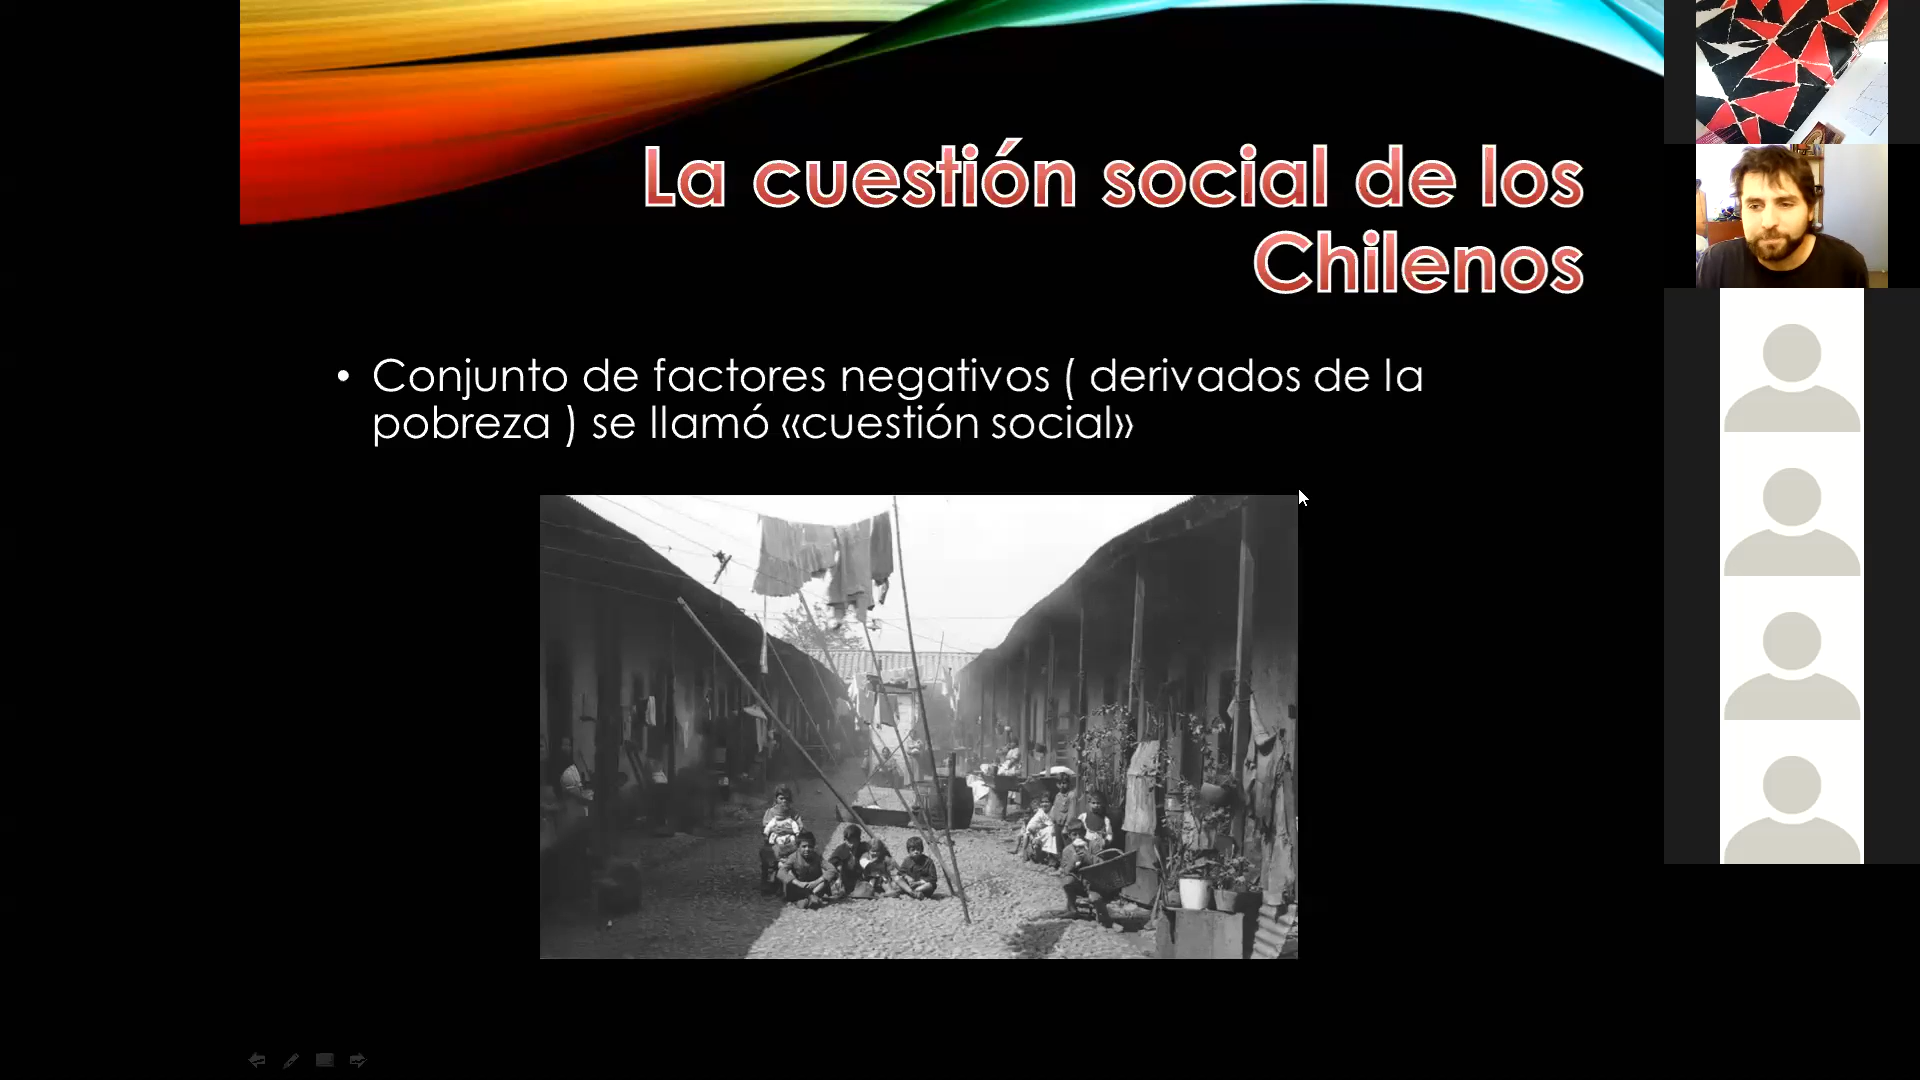 La cuestión social de los
Chilenos
• Conjunto de factores negativos ( derivados de la
pobreza ) se llamó «cuestión social»